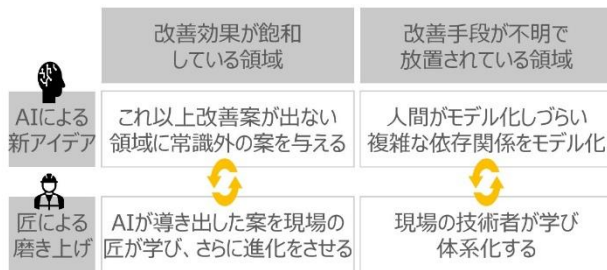 改善効果が飽和
している領域
改善手段が不明で
放置されている領域
AIによる
新アイデア
これ以上改善案が出ない
領域に常識外の案を与える
人間がモデル化しづらい
複雑な依存関係をモデル化
匠による
磨き上げ
AIが導き出した案を現場の
匠が学び、さらに進化をさせる
現場の技術者が学び
体系化する